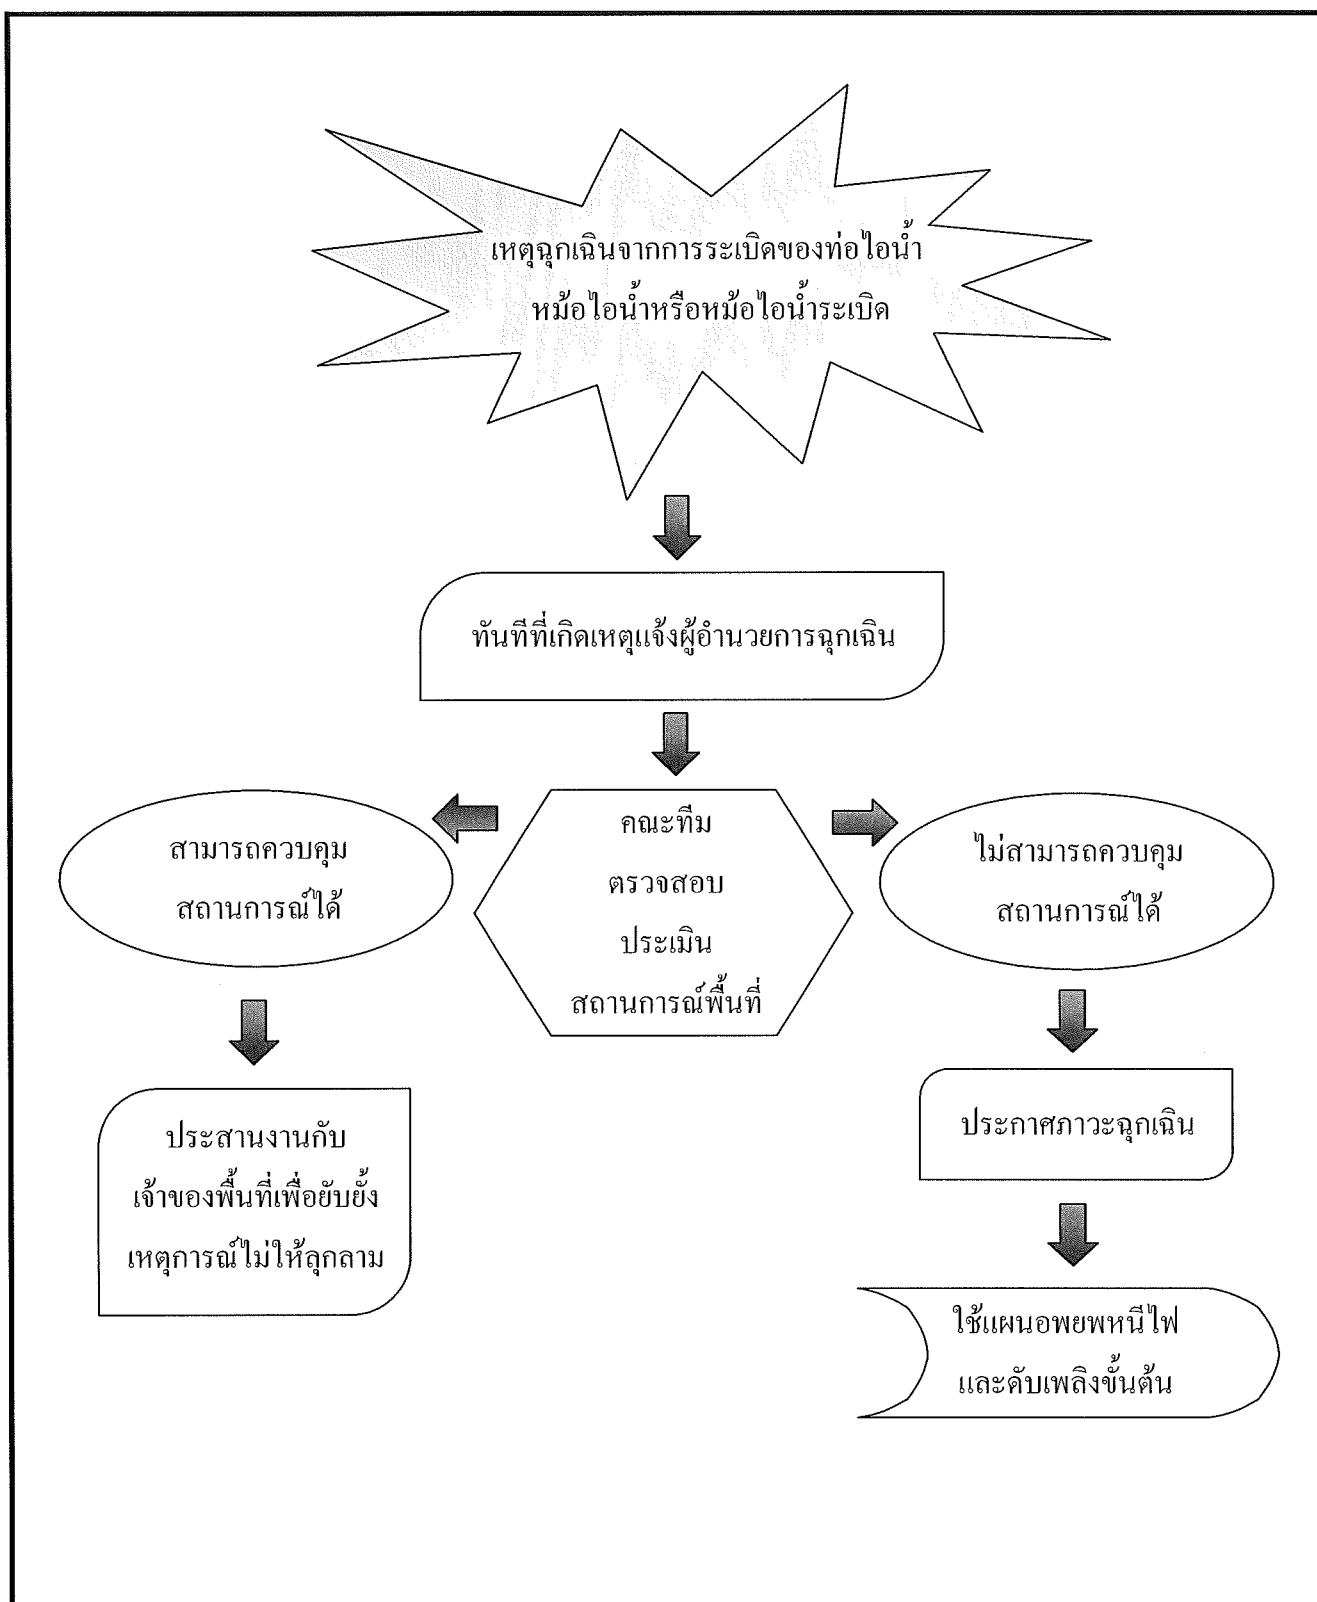 เหตุฉุกเฉินจากการระเบิดของท่อไอน้ำ
หม้อไอน้ำหรือหม้อไอน้ำระเบิด
ทันทีที่เกิดเหตุแจ้งผู้อำนวยการฉุกเฉิน
คณะทีม
ตรวจสอบ
ประเมิน
สถานการณ์พื้นที่
สามารถควบคุม
สถานการณ์ได้
ไม่สามารถควบคุม
สถานการณ์ได้
ประสานงานกับ
เจ้าของพื้นที่เพื่อยับยั้ง
เหตุการณ์ไม่ให้ลุกลาม
ประกาศภาวะฉุกเฉิน
ใช้แผนอพยพหนีไฟ
และดับเพลิงขั้นต้น